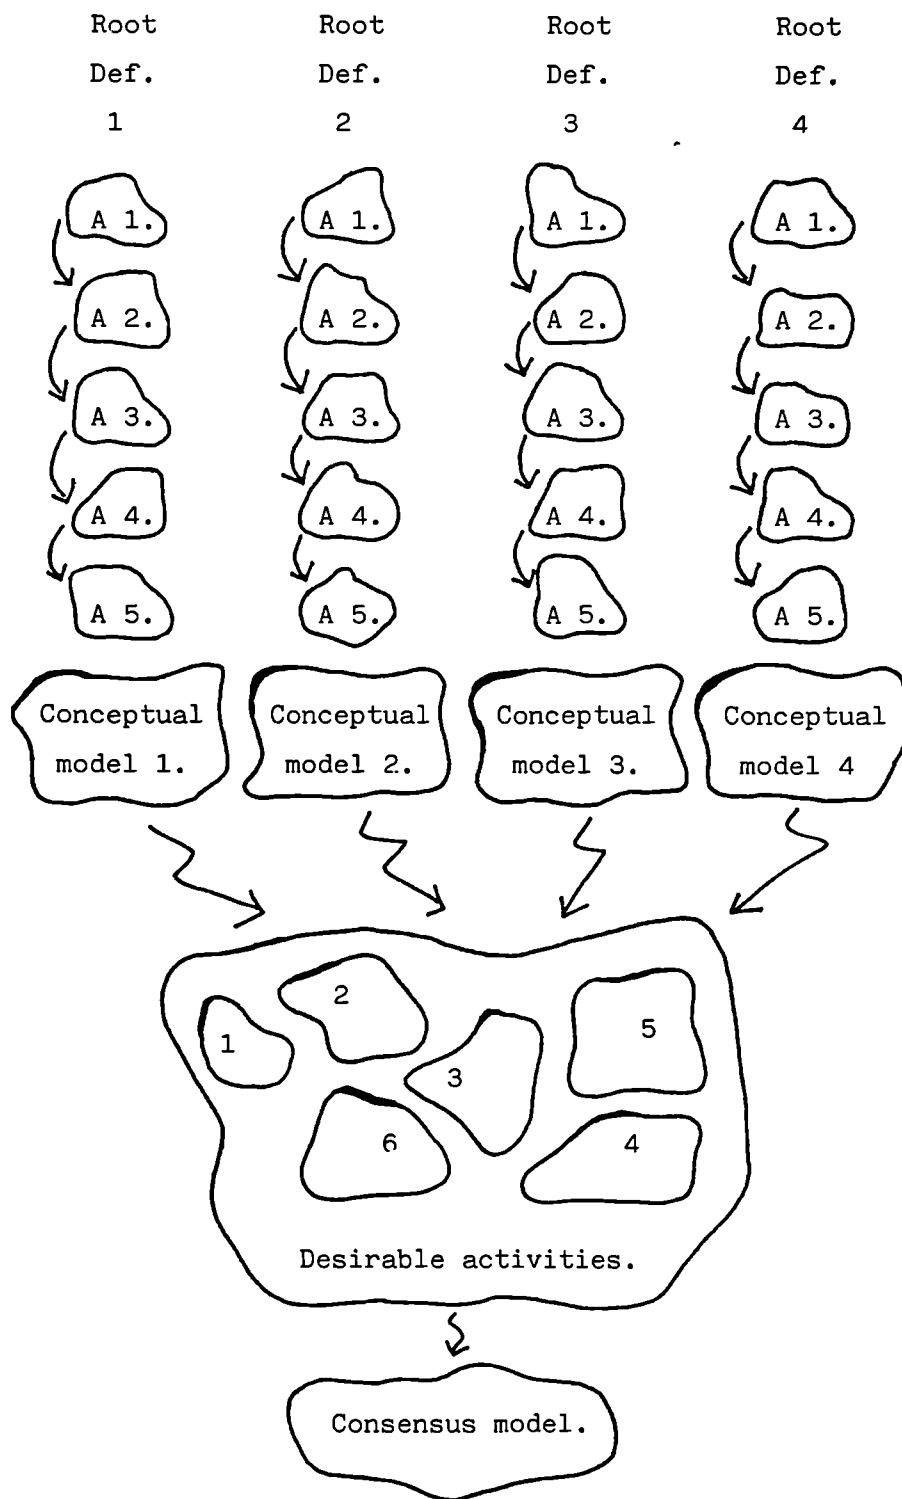 Root Root Root Root
Def. Def. Def. Def.
1 2 3 4
A 1. A 1. A 1. A 1.
A 2. A 2. A 2. A 2.
A 3. A 3. A 3. A 3.
A 4. A 4. A 4. A 4.
A 5. A 5. A 5. A 5.
Conceptual Conceptual Conceptual Conceptual
model 1. model 2. model 3. model 4
2
5
1
3
6 4
Desirable activities.
Consensus model.